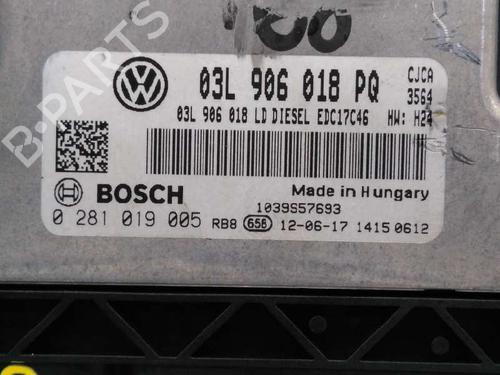 B-PARTS
03L 906 018 PQ
CJCA
3564
03L 906 018 LD DIESEL EDC17C46 HW: H24
BOSCH
Made in Hungary
1039S57693
0 281 019 005 RB8 658 12-06-17 1415 0612